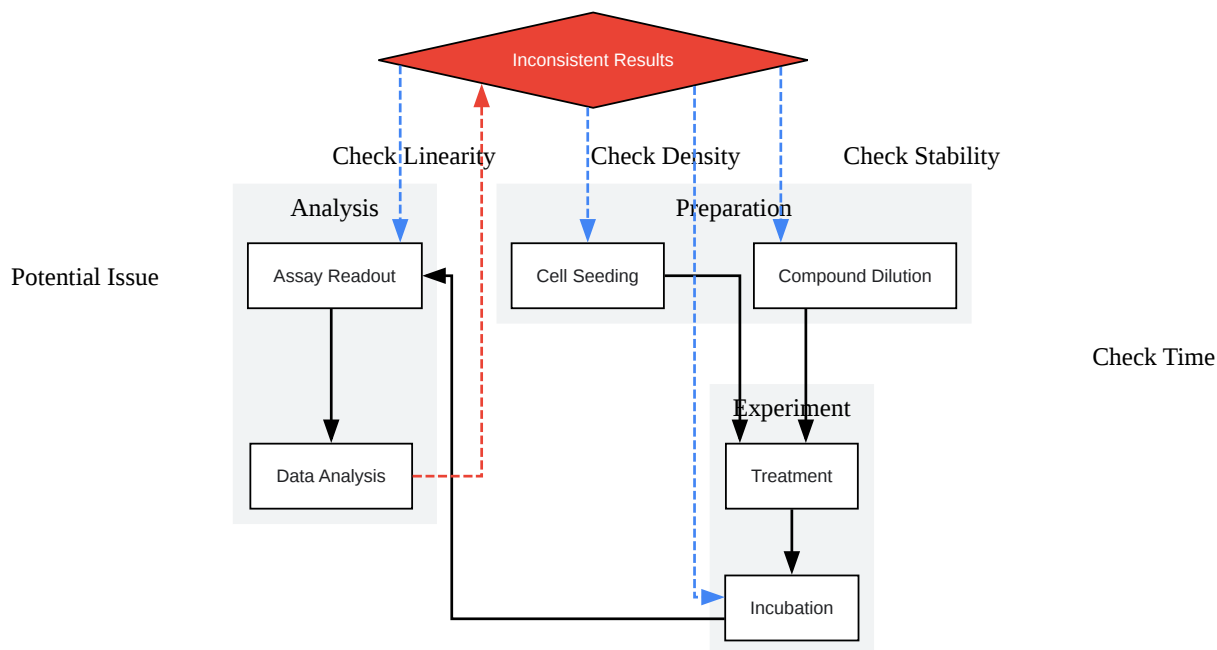 Inconsistent Results
Check Linearity
Check Density
Check Stability
Analysis
Preparation
Potential Issue
Assay Readout
Cell Seeding
Compound Dilution
Check Time
Experiment
Data Analysis
Treatment
Incubation